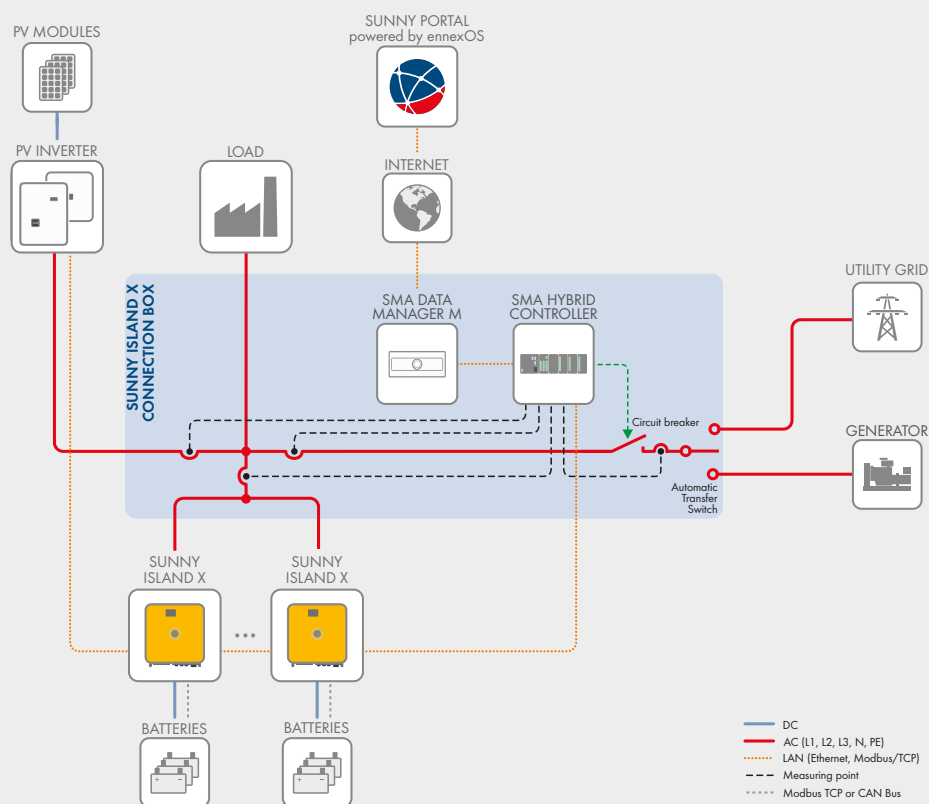 PV MODULES
SUNNY PORTAL
powered by ennexOS
PV INVERTER
LOAD
INTERNET
UTILITY GRID
SUNNY ISLAND X
CONNECTION BOX
SMA DATA
MANAGER M
SMA HYBRID
CONTROLLER
Circuit breaker
GENERATOR
Automatic
Transfer
Switch
SUNNY
ISLAND X
SUNNY
ISLAND X
...
BATTERIES
BATTERIES
DC
AC (L1, L2, L3, N, PE)
LAN (Ethernet, Modbus/TCP)
Measuring point
Modbus TCP or CAN Bus